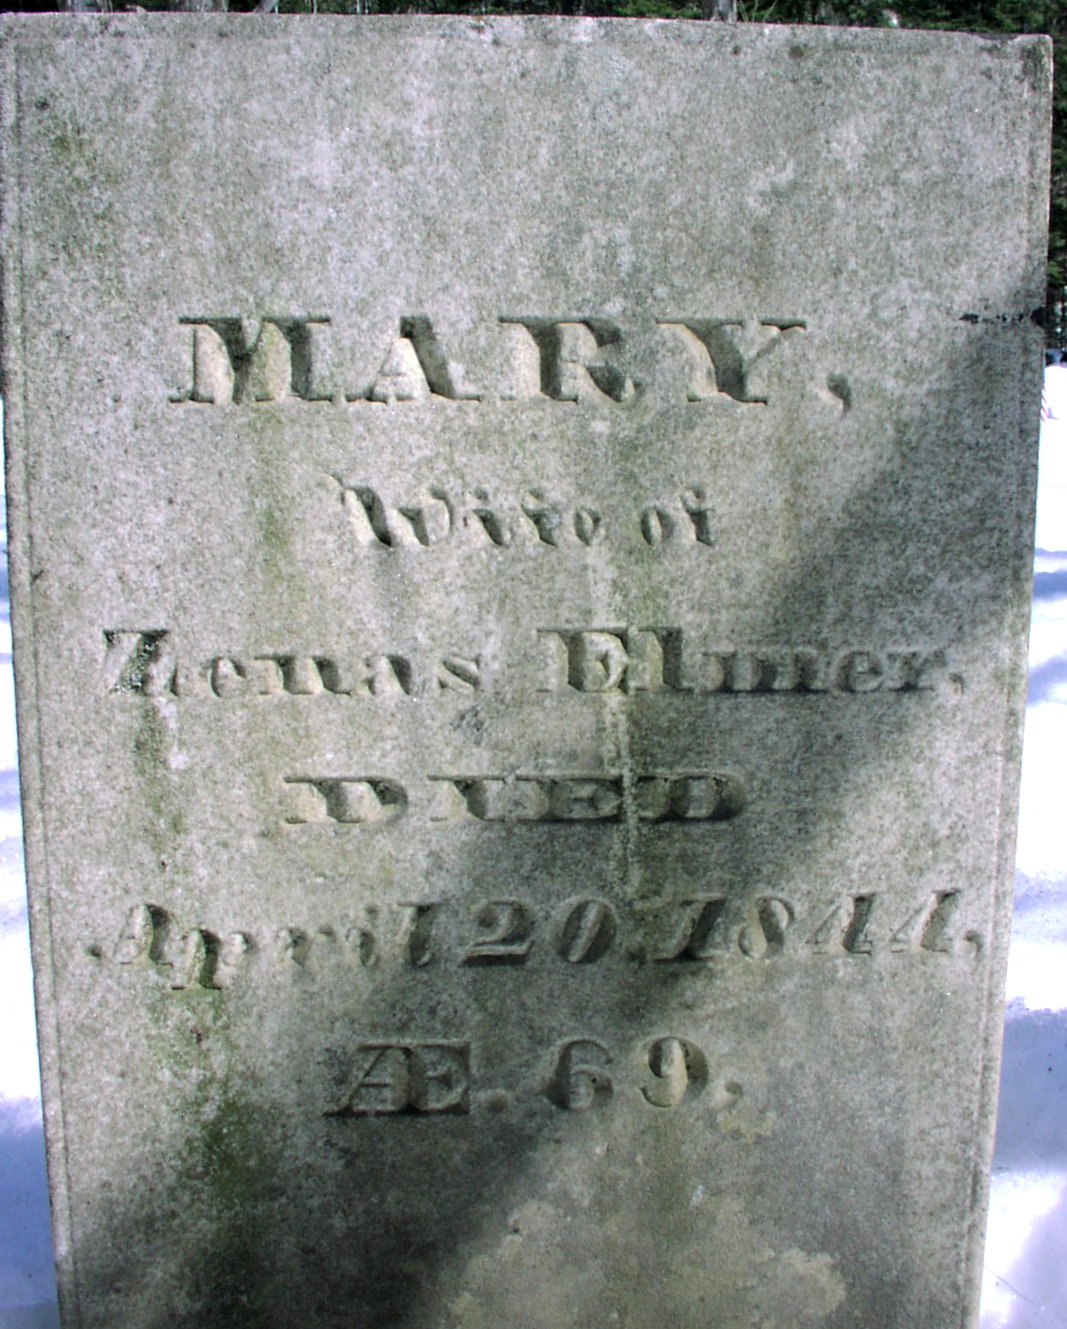 MARY,
Wife of
Zenas Elmer,
DIED
April 20, 1844,
Æ. 69.